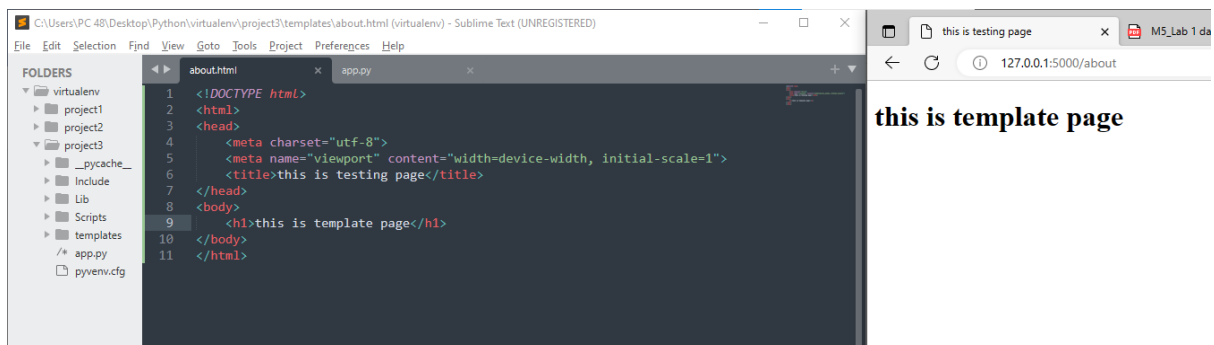 C:\Users\PC 48\Desktop\Python\virtualenv\project3\templates\about.html (virtualenv) - Sublime Text (UNREGISTERED)
File Edit Selection Find View Goto Tools Project Preferences Help
FOLDERS
virtualenv
project1
project2
project3
__pycache__
Include
Lib
Scripts
templates
/* app.py
pyvenv.cfg
about.html × app.py ×
1 <!DOCTYPE html>
2 <html>
3 <head>
4 <meta charset="utf-8">
5 <meta name="viewport" content="width=device-width, initial-scale=1">
6 <title>this is testing page</title>
7 </head>
8 <body>
9 <h1>this is template page</h1>
10 </body>
11 </html>
this is testing page × PDF M5_Lab 1 da
127.0.0.1:5000/about
this is template page